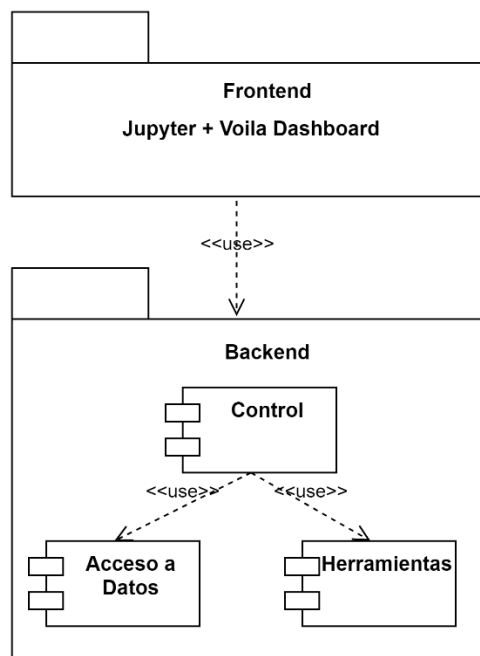 Frontend
Jupyter + Voila Dashboard
<<use>>
Backend
Control
<<use>> <<use>>
Acceso a
Datos
Herramientas